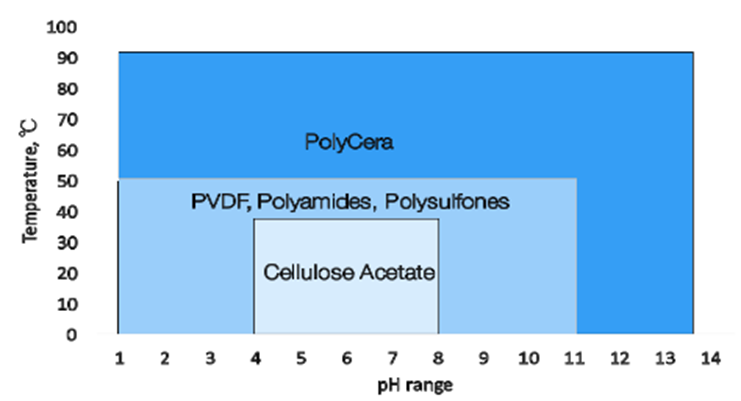 100
90
80
70
60
50
40
30
20
10
0
Temperature, ℃
PolyCera
PVDF, Polyamides, Polysulfones
Cellulose Acetate
1 2 3 4 5 6 7 8 9 10 11 12 13 14
pH range